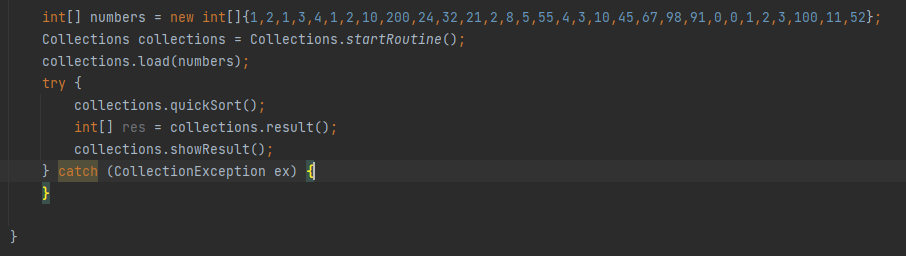 int[] numbers = new int[]{1,2,1,3,4,1,2,10,200,24,32,21,2,8,5,55,4,3,10,45,67,98,91,0,0,1,2,3,100,11,52};
Collections collections = Collections.startRoutine();
collections.load(numbers);
try {
collections.quickSort();
int[] res = collections.result();
collections.showResult();
} catch (CollectionException ex) {
}
}